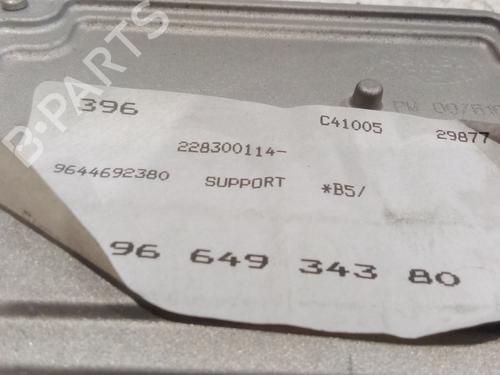 B-PARTS
396
C41005
29877
228300114-
9644692380
SUPPORT
*B5/
96 649 343 80